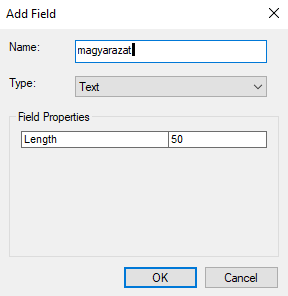 Add Field
Name: magyarazat
Type: Text
Field Properties
Length 50
OK Cancel